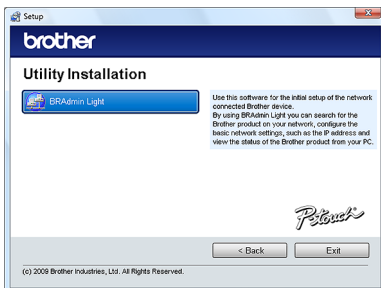 Setup
brother
Utility Installation
BRAdmin Light
Use this software for the initial setup of the network
connected Brother device.
By using BRAdmin Light you can search for the
Brother product on your network, configure the
basic network settings, such as the IP address and
view the status of the Brother product from your PC.
P-touch
< Back
Exit
(c) 2009 Brother Industries, Ltd. All Rights Reserved.